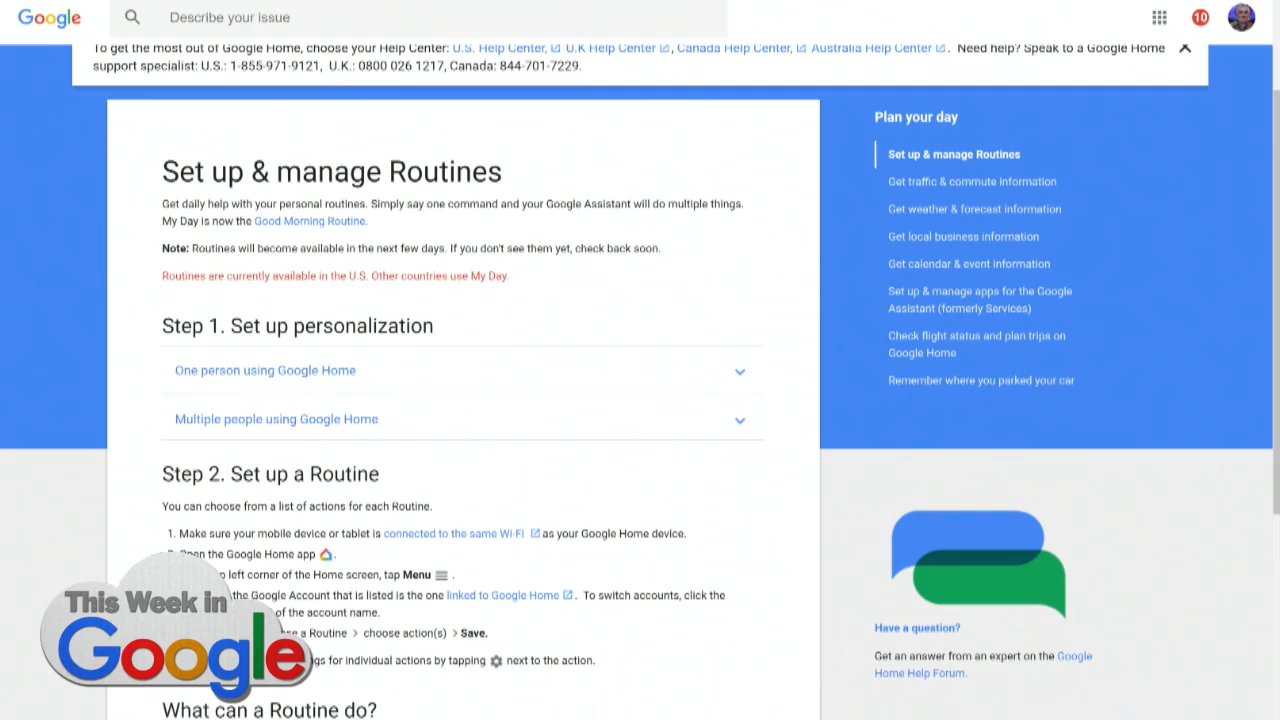 Google
Describe your issue
10
To get the most out of Google Home, choose your Help Center: U.S. Help Center, U.K Help Center, Canada Help Center, Australia Help Center. Need help? Speak to a Google Home
support specialist: U.S.: 1-855-971-9121, U.K.: 0800 026 1217, Canada: 844-701-7229.
Set up & manage Routines
Get daily help with your personal routines. Simply say one command and your Google Assistant will do multiple things.
My Day is now the Good Morning Routine.
Note: Routines will become available in the next few days. If you don't see them yet, check back soon.
Routines are currently available in the U.S. Other countries use My Day.
Step 1. Set up personalization
One person using Google Home
Multiple people using Google Home
Step 2. Set up a Routine
You can choose from a list of actions for each Routine.
1. Make sure your mobile device or tablet is connected to the same Wi-Fi as your Google Home device.
the Google Home app.
left corner of the Home screen, tap Menu.
the Google Account that is listed is the one linked to Google Home. To switch accounts, click the
of the account name.
a Routine > choose action(s) > Save.
for individual actions by tapping next to the action.
What can a Routine do?
Plan your day
Set up & manage Routines
Get traffic & commute information
Get weather & forecast information
Get local business information
Get calendar & event information
Set up & manage apps for the Google
Assistant (formerly Services)
Check flight status and plan trips on
Google Home
Remember where you parked your car
Have a question?
Get an answer from an expert on the Google
Home Help Forum.
This Week in
Google